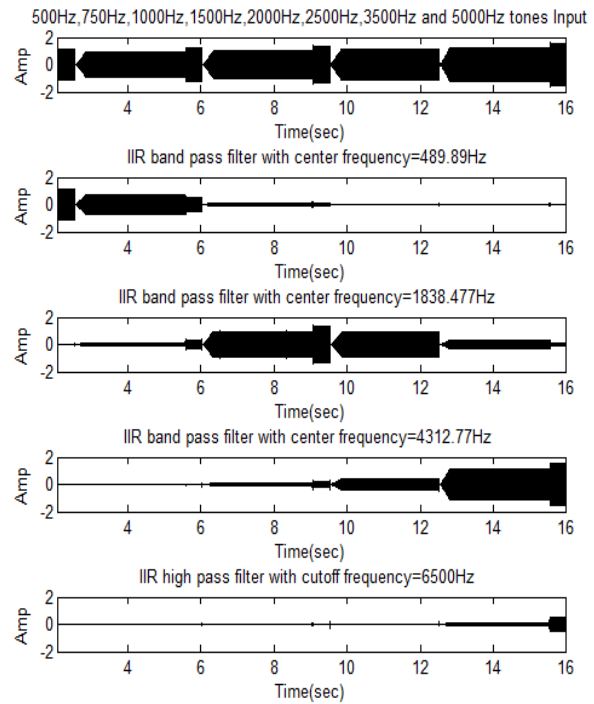 500Hz,750Hz,1000Hz,1500Hz,2000Hz,2500Hz,3500Hz and 5000Hz tones Input
2
0
-2
Amp
4 6 8 10 12 14 16
Time(sec)
IIR band pass filter with center frequency=489.89Hz
2
0
-2
Amp
4 6 8 10 12 14 16
Time(sec)
IIR band pass filter with center frequency=1838.477Hz
2
0
-2
Amp
4 6 8 10 12 14 16
Time(sec)
IIR band pass filter with center frequency=4312.77Hz
2
0
-2
Amp
4 6 8 10 12 14 16
Time(sec)
IIR high pass filter with cutoff frequency=6500Hz
2
0
-2
Amp
4 6 8 10 12 14 16
Time(sec)